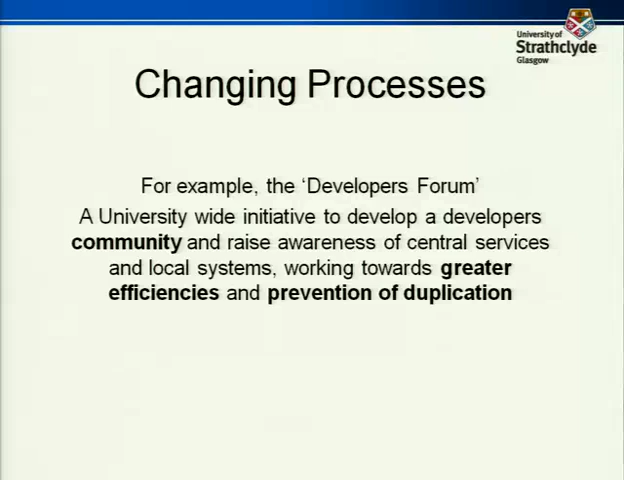 University of
Strathclyde
Glasgow
Changing Processes
For example, the ‘Developers Forum’
A University wide initiative to develop a developers
community and raise awareness of central services
and local systems, working towards greater
efficiencies and prevention of duplication